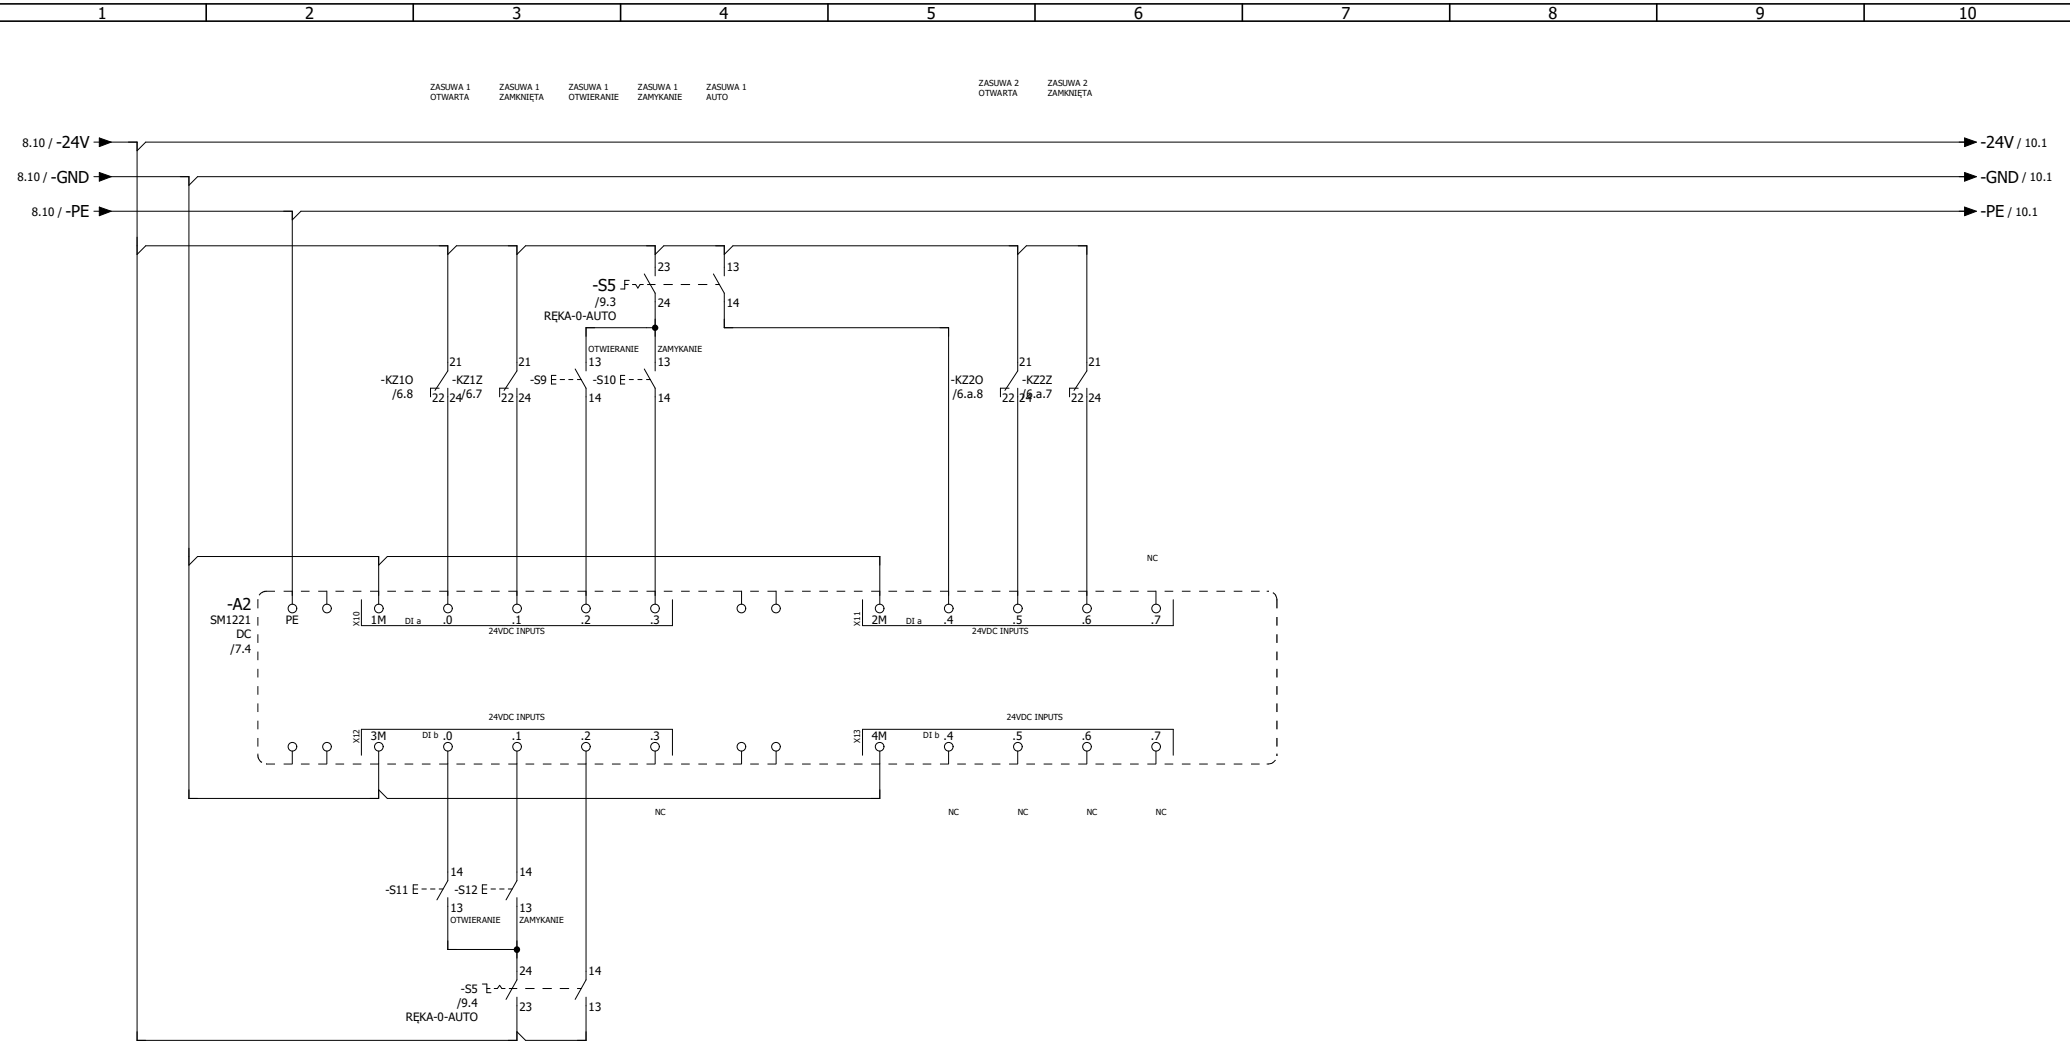 1 2 3 4 5 6 7 8 9 10
ZASUWA 1 ZASUWA 1 ZASUWA 1 ZASUWA 1 ZASUWA 1 ZASUWA 2 ZASUWA 2
OTWARTA ZAMKNIĘTA OTWIERANIE ZAMYKANIE AUTO OTWARTA ZAMKNIĘTA
8.10 / -24V -24V / 10.1
8.10 / -GND -GND / 10.1
8.10 / -PE -PE / 10.1
23 13
-S5
/9.3 24 14
RĘKA-0-AUTO
OTWIERANIE ZAMYKANIE
21 21 13 13 21 21
-KZ1O -KZ1Z -S9 -S10 -KZ2O -KZ2Z
/6.8 22 24 /6.7 22 24 14 14 /6.a.8 22 24 /6.a.7 22 24
NC
-A2
SM1221 PE X10 1M DI a .0 .1 .2 .3 X11 2M DI a .4 .5 .6 .7
DC 24VDC INPUTS 24VDC INPUTS
/7.4
24VDC INPUTS 24VDC INPUTS
X12 3M DI b .0 .1 .2 .3 X13 4M DI b .4 .5 .6 .7
NC NC NC NC NC
14 14
-S11 -S12
13 13
OTWIERANIE ZAMYKANIE
24 14
-S5
/9.4 23 13
RĘKA-0-AUTO